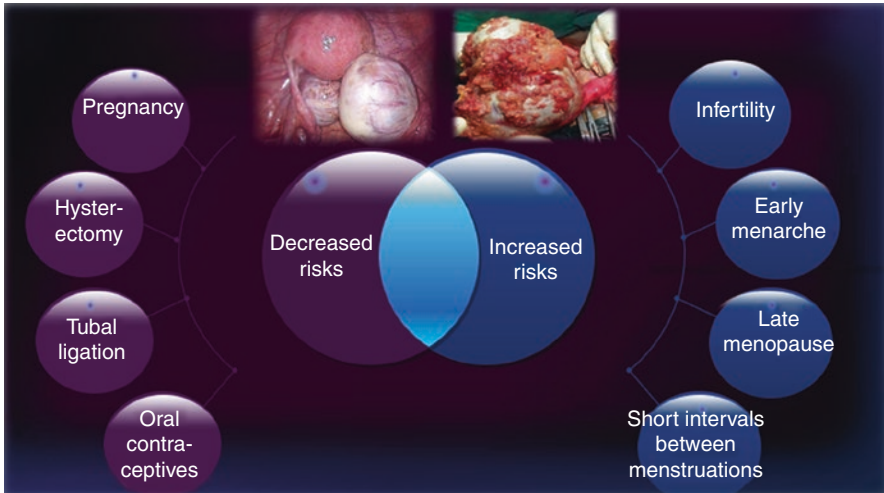 Pregnancy
Hyster-
ectomy
Tubal
ligation
Oral
contra-
ceptives
Decreased
risks
Increased
risks
Infertility
Early
menarche
Late
menopause
Short intervals
between
menstruations